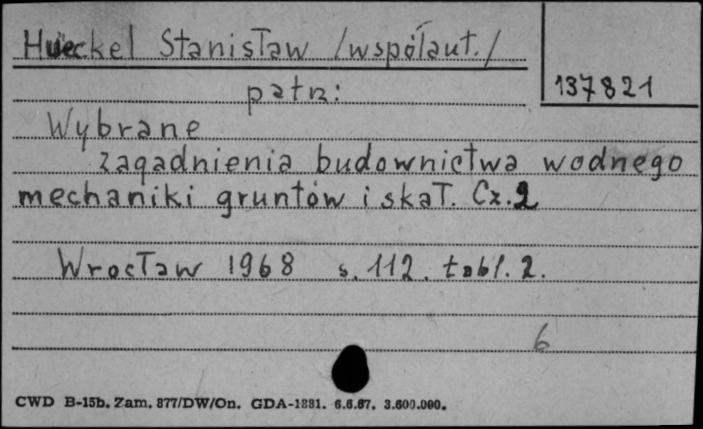 Hueckel Stanisław /współaut./
137821
patrz:
Wybrane
zagadnienia budownictwa wodnego
mechaniki gruntów i skał. Cz. 2
Wrocław 1968 s. 112. tabl. 2.
6
CWD B-15b. Zam. 877/DW/On. GDA-1881. 6.6.67. 3.600.000.